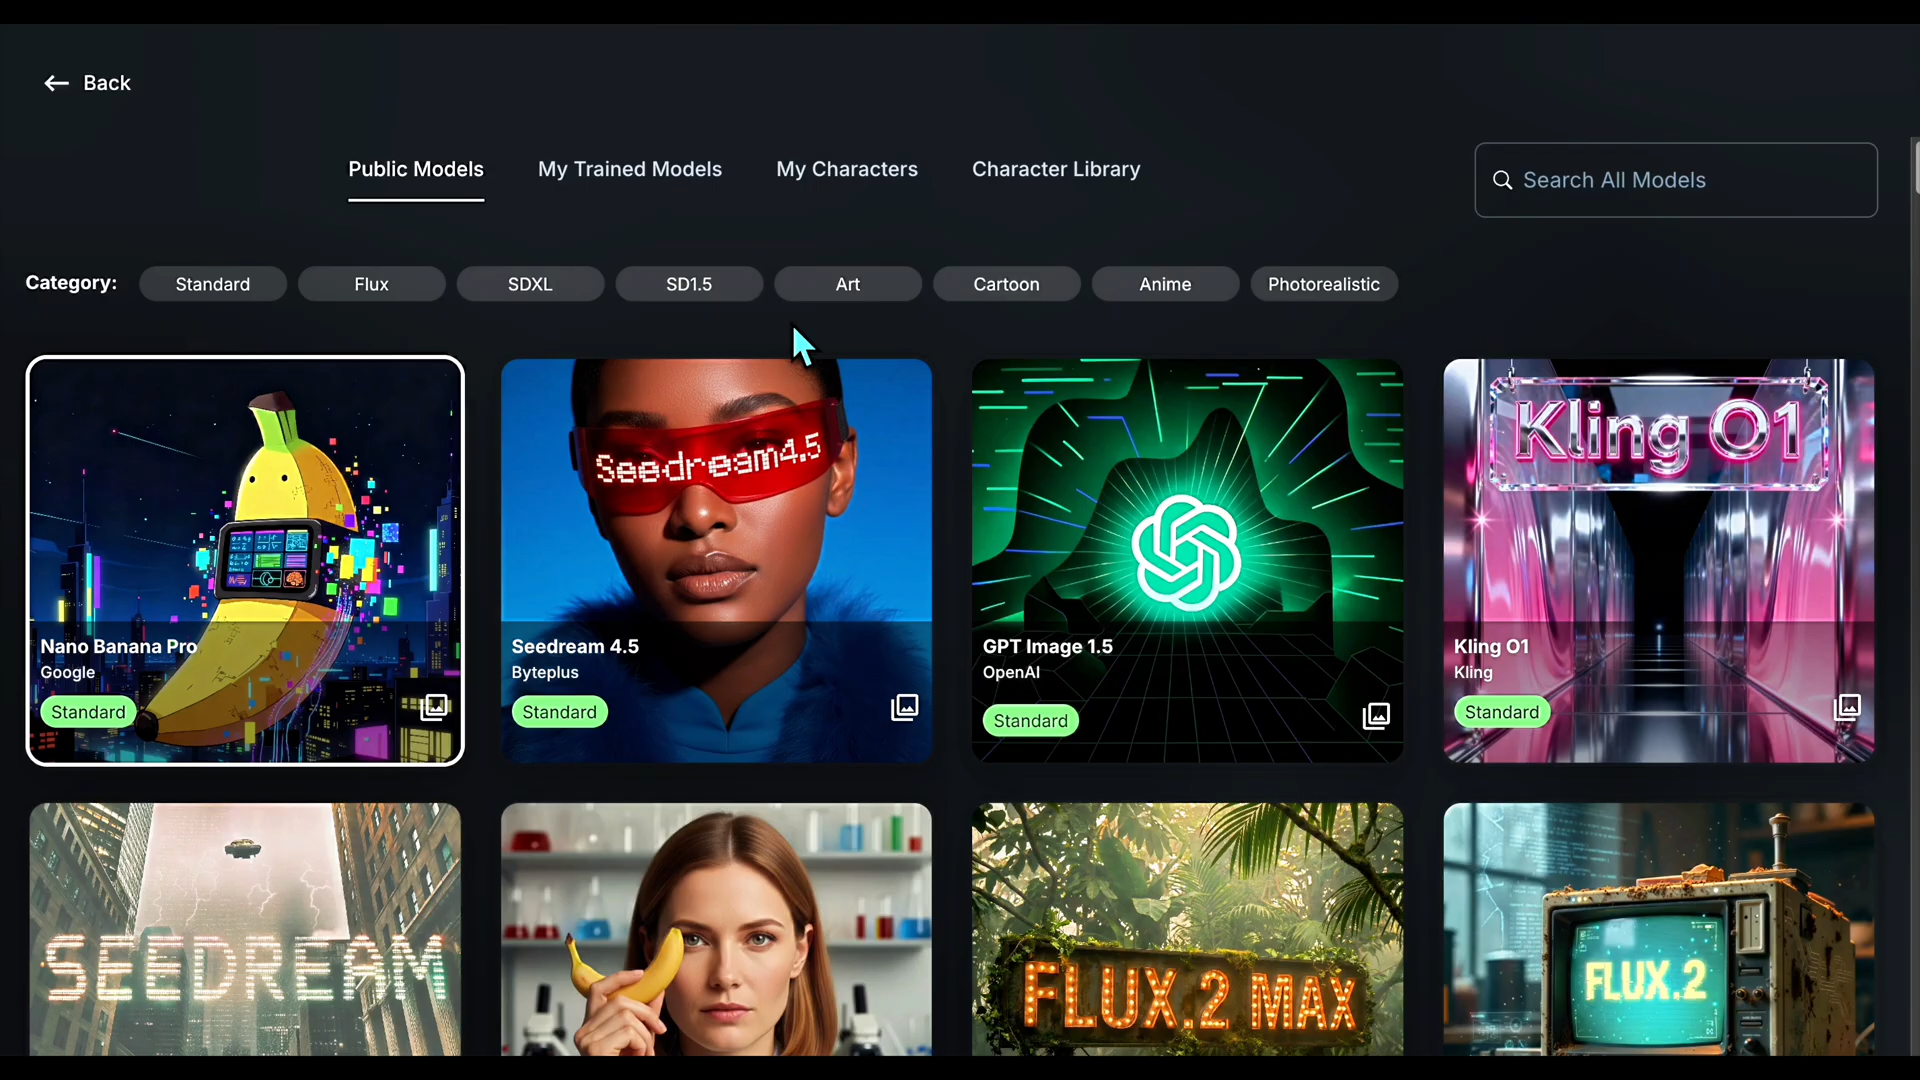 Back
Public Models
My Trained Models
My Characters
Character Library
Search All Models
Category:
Standard
Flux
SDXL
SD1.5
Art
Cartoon
Anime
Photorealistic
Seedream4.5
Kling O1
Nano Banana Pro
Google
Standard
Seedream 4.5
Byteplus
Standard
GPT Image 1.5
OpenAI
Standard
Kling O1
Kling
Standard
SEEDREAM
FLUX.2 MAX
FLUX.2